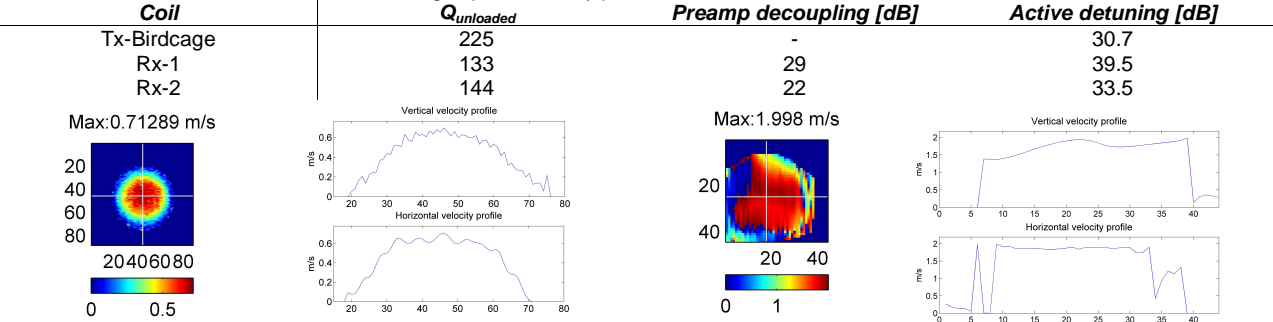 Coil Q_unloaded Preamp decoupling [dB] Active detuning [dB]
Tx-Birdcage 225 - 30.7
Rx-1 133 29 39.5
Rx-2 144 22 33.5
Max:0.71289 m/s
20
40
60
80
20406080
0 0.5
Vertical velocity profile
m/s
0.6
0.4
0.2
0
20 30 40 50 60 70 80
Horizontal velocity profile
m/s
0.6
0.4
0.2
0
20 30 40 50 60 70 80
Max:1.998 m/s
20
40
20 40
0 1
Vertical velocity profile
m/s
2
1.5
1
0.5
0
0 5 10 15 20 25 30 35 40
Horizontal velocity profile
m/s
2
1.5
1
0.5
0
0 5 10 15 20 25 30 35 40